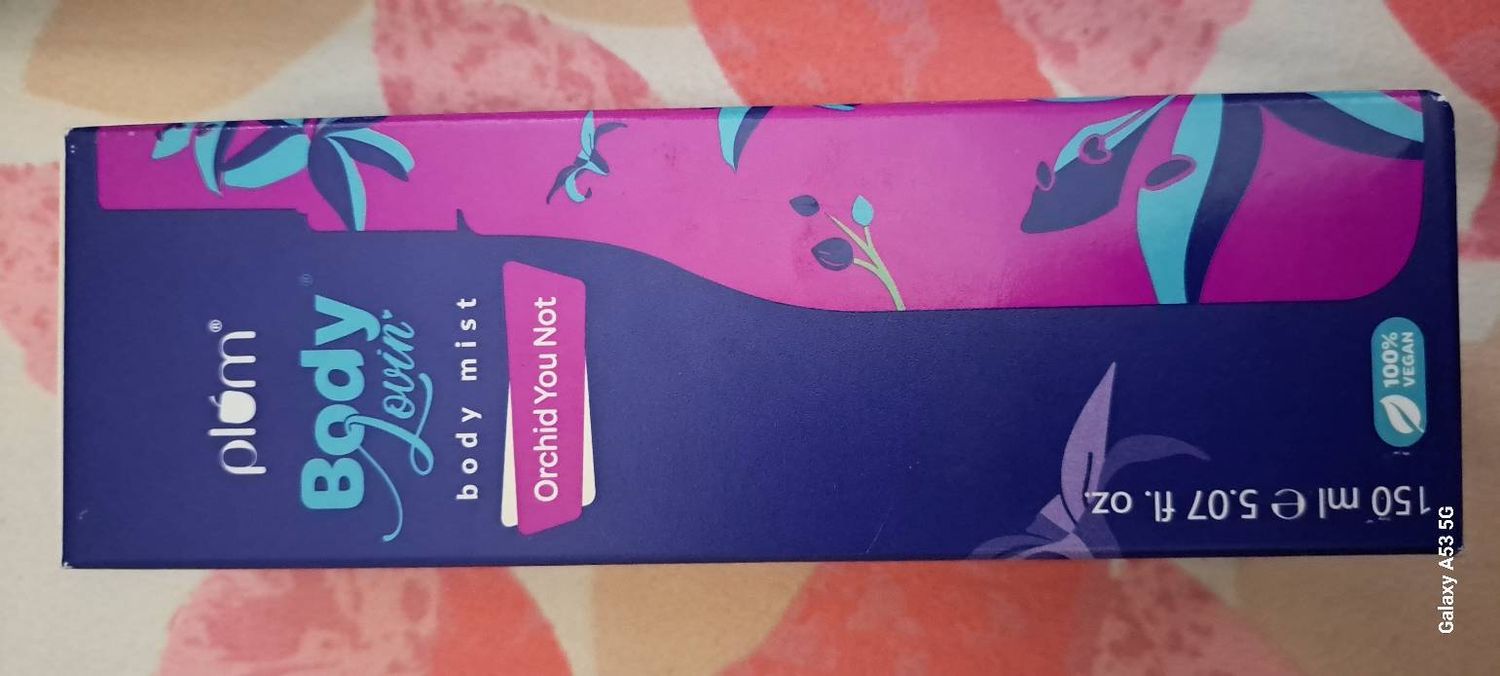 plum®
Body
Lovin'
body mist
Orchid You Not
100%
VEGAN
150 ml ℮ 5.07 fl. oz.
Galaxy A53 5G